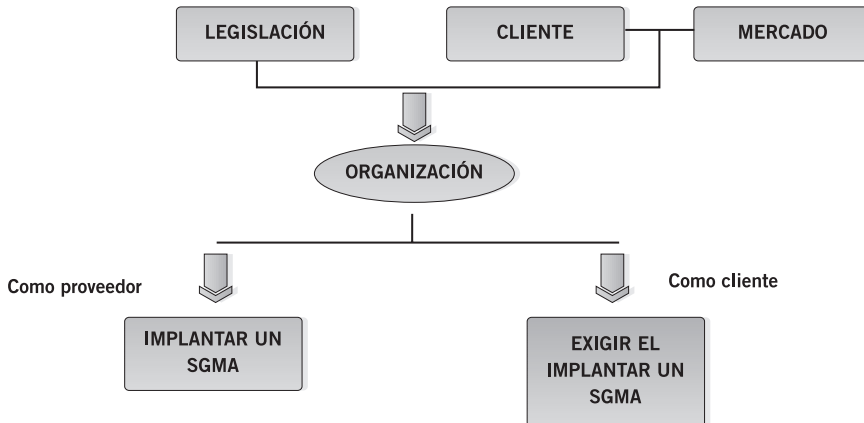 LEGISLACIÓN
CLIENTE
MERCADO
ORGANIZACIÓN
Como proveedor
Como cliente
IMPLANTAR UN
SGMA
EXIGIR EL
IMPLANTAR UN
SGMA